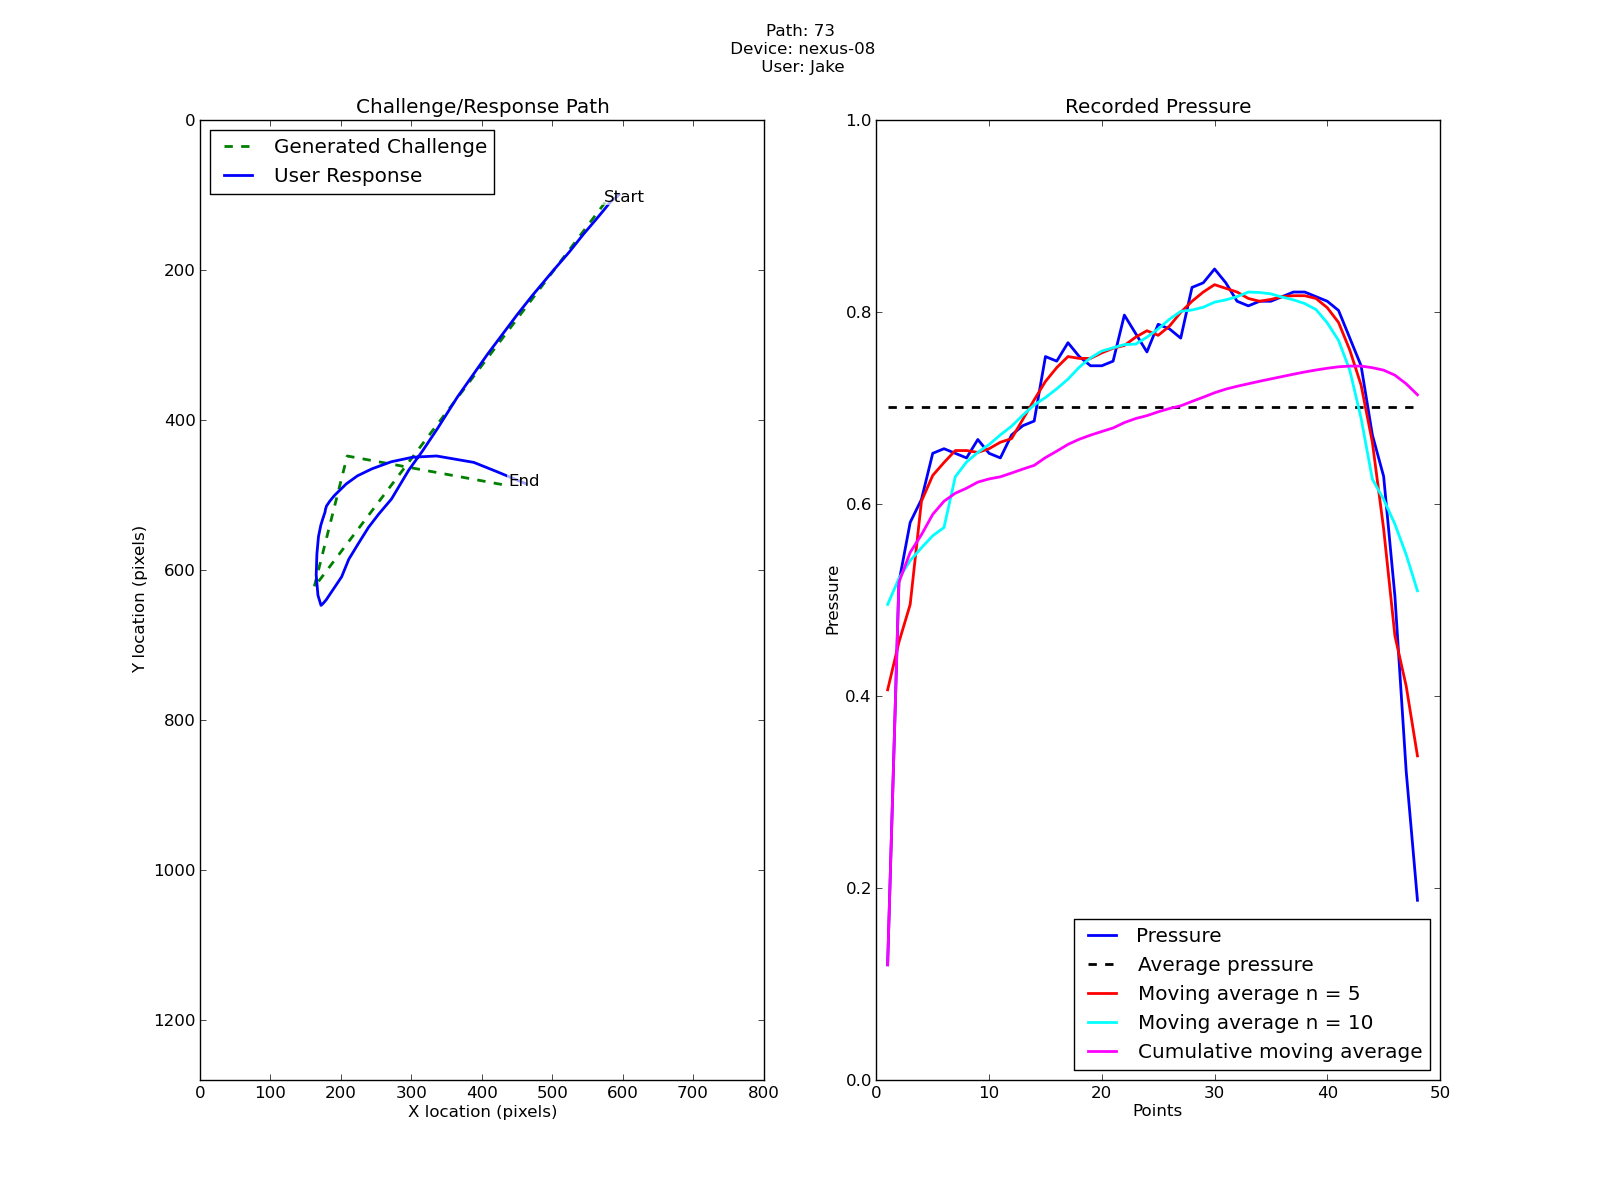 Path: 73
Device: nexus-08
User: Jake
Challenge/Response Path
Generated Challenge
User Response
Start
End
0
200
400
600
800
1000
1200
Y location (pixels)
0 100 200 300 400 500 600 700 800
X location (pixels)
Recorded Pressure
1.0
0.8
0.6
0.4
0.2
0.0
Pressure
Pressure
Average pressure
Moving average n = 5
Moving average n = 10
Cumulative moving average
0 10 20 30 40 50
Points